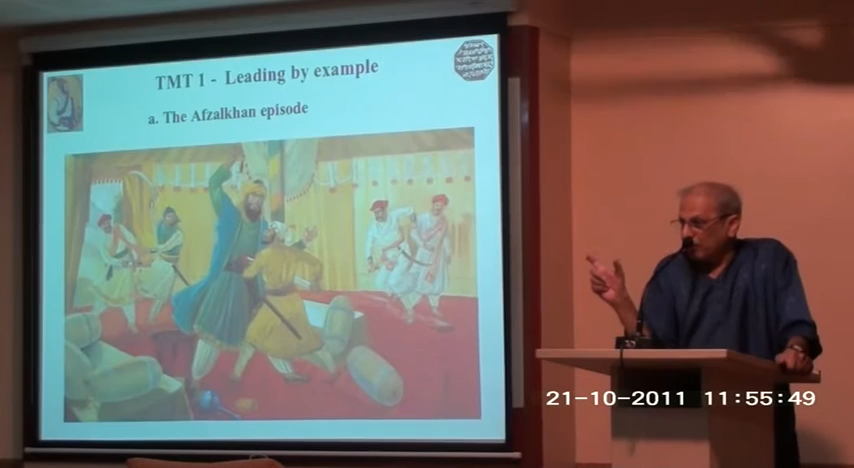 TMT 1 - Leading by example
a. The Afzalkhan episode
21-10-2011 11:55:49